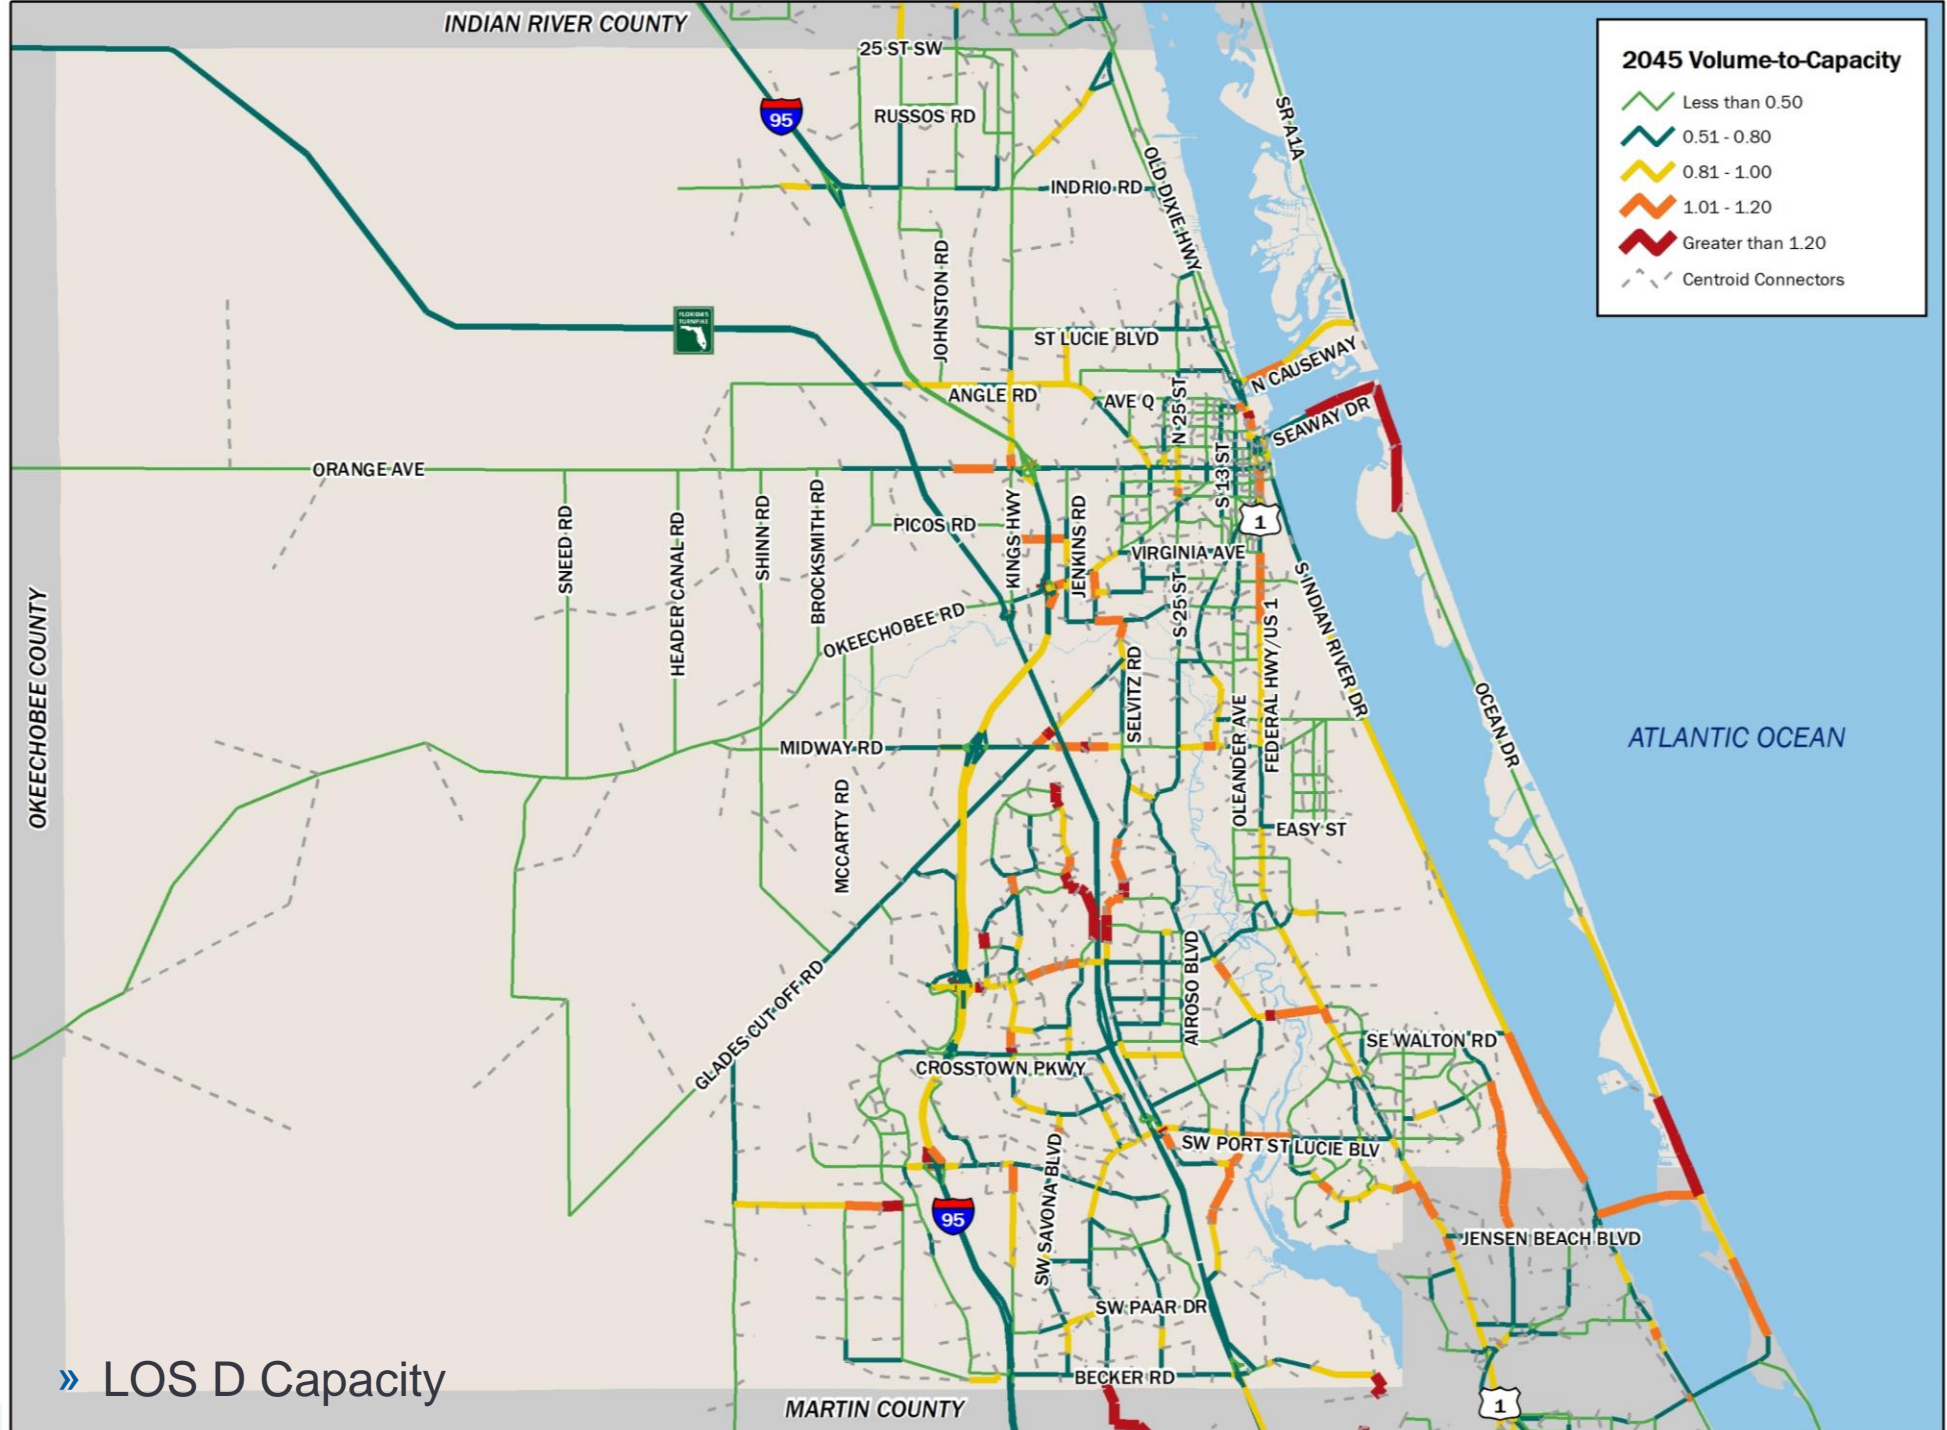 INDIAN RIVER COUNTY
25 ST SW
2045 Volume-to-Capacity
Less than 0.50
0.51 - 0.80
0.81 - 1.00
1.01 - 1.20
Greater than 1.20
Centroid Connectors
95
RUSSOS RD
SR A1A
OLD DIXIE HWY
INDRIO RD
JOHNSTON RD
FLORIDA'S
TURNPIKE
ST LUCIE BLVD
N CAUSEWAY
ANGLE RD
AVE Q
N 25 ST
SEAWAY DR
S 13 ST
ORANGE AVE
SNEED RD
HEADER CANAL RD
SHINN RD
BROCKSMITH RD
PICOS RD
KINGS HWY
JENKINS RD
1
VIRGINIA AVE
S 25 ST
S INDIAN RIVER DR
OKEECHOBEE COUNTY
OKEECHOBEE RD
SELVITZ RD
OLEANDER AVE
FEDERAL HWY/US 1
OCEAN DR
ATLANTIC OCEAN
MIDWAY RD
MCCARTY RD
EASY ST
AIROSO BLVD
GLADES CUT OFF RD
SE WALTON RD
CROSSTOWN PKWY
SW PORT ST LUCIE BLV
SW SAVONA BLVD
95
JENSEN BEACH BLVD
SW PAAR DR
BECKER RD
» LOS D Capacity
MARTIN COUNTY
1